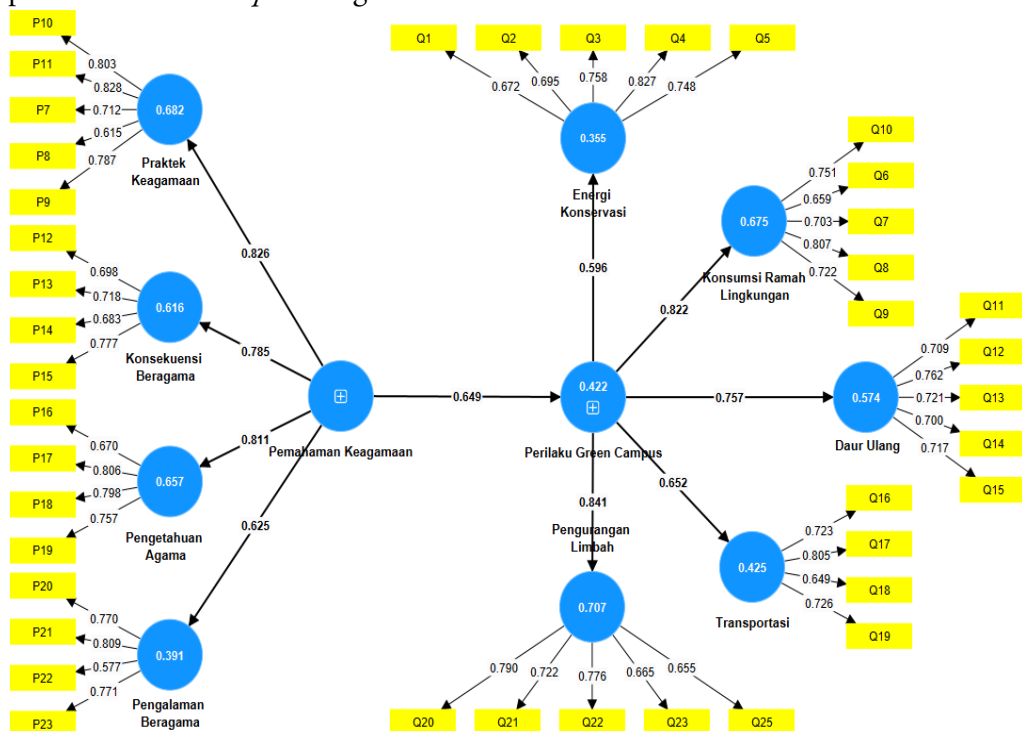 P10
P11
P7
P8
P9
0.803
0.828
0.712
0.615
0.787
0.682
Praktek
Keagamaan
P12
P13
P14
P15
0.698
0.718
0.683
0.777
0.616
Konsekuensi
Beragama
P16
P17
P18
P19
0.670
0.806
0.798
0.757
0.657
Pengetahuan
Agama
P20
P21
P22
P23
0.770
0.809
0.577
0.771
0.391
Pengalaman
Beragama
0.826
0.785
0.811
0.625
Pemahaman Keagamaan
0.649
0.422
Perilaku Green Campus
Q1
Q2
Q3
Q4
Q5
0.672
0.695
0.758
0.827
0.748
0.355
Energi
Konservasi
0.596
0.822
0.757
0.652
0.841
Q10
Q6
Q7
Q8
Q9
0.751
0.659
0.703
0.807
0.722
0.675
Konsumsi Ramah
Lingkungan
Q11
Q12
Q13
Q14
Q15
0.709
0.762
0.721
0.700
0.717
0.574
Daur Ulang
Q16
Q17
Q18
Q19
0.723
0.805
0.649
0.726
0.425
Transportasi
Pengurangan
Limbah
0.707
0.790
0.722
0.776
0.665
0.655
Q20
Q21
Q22
Q23
Q25